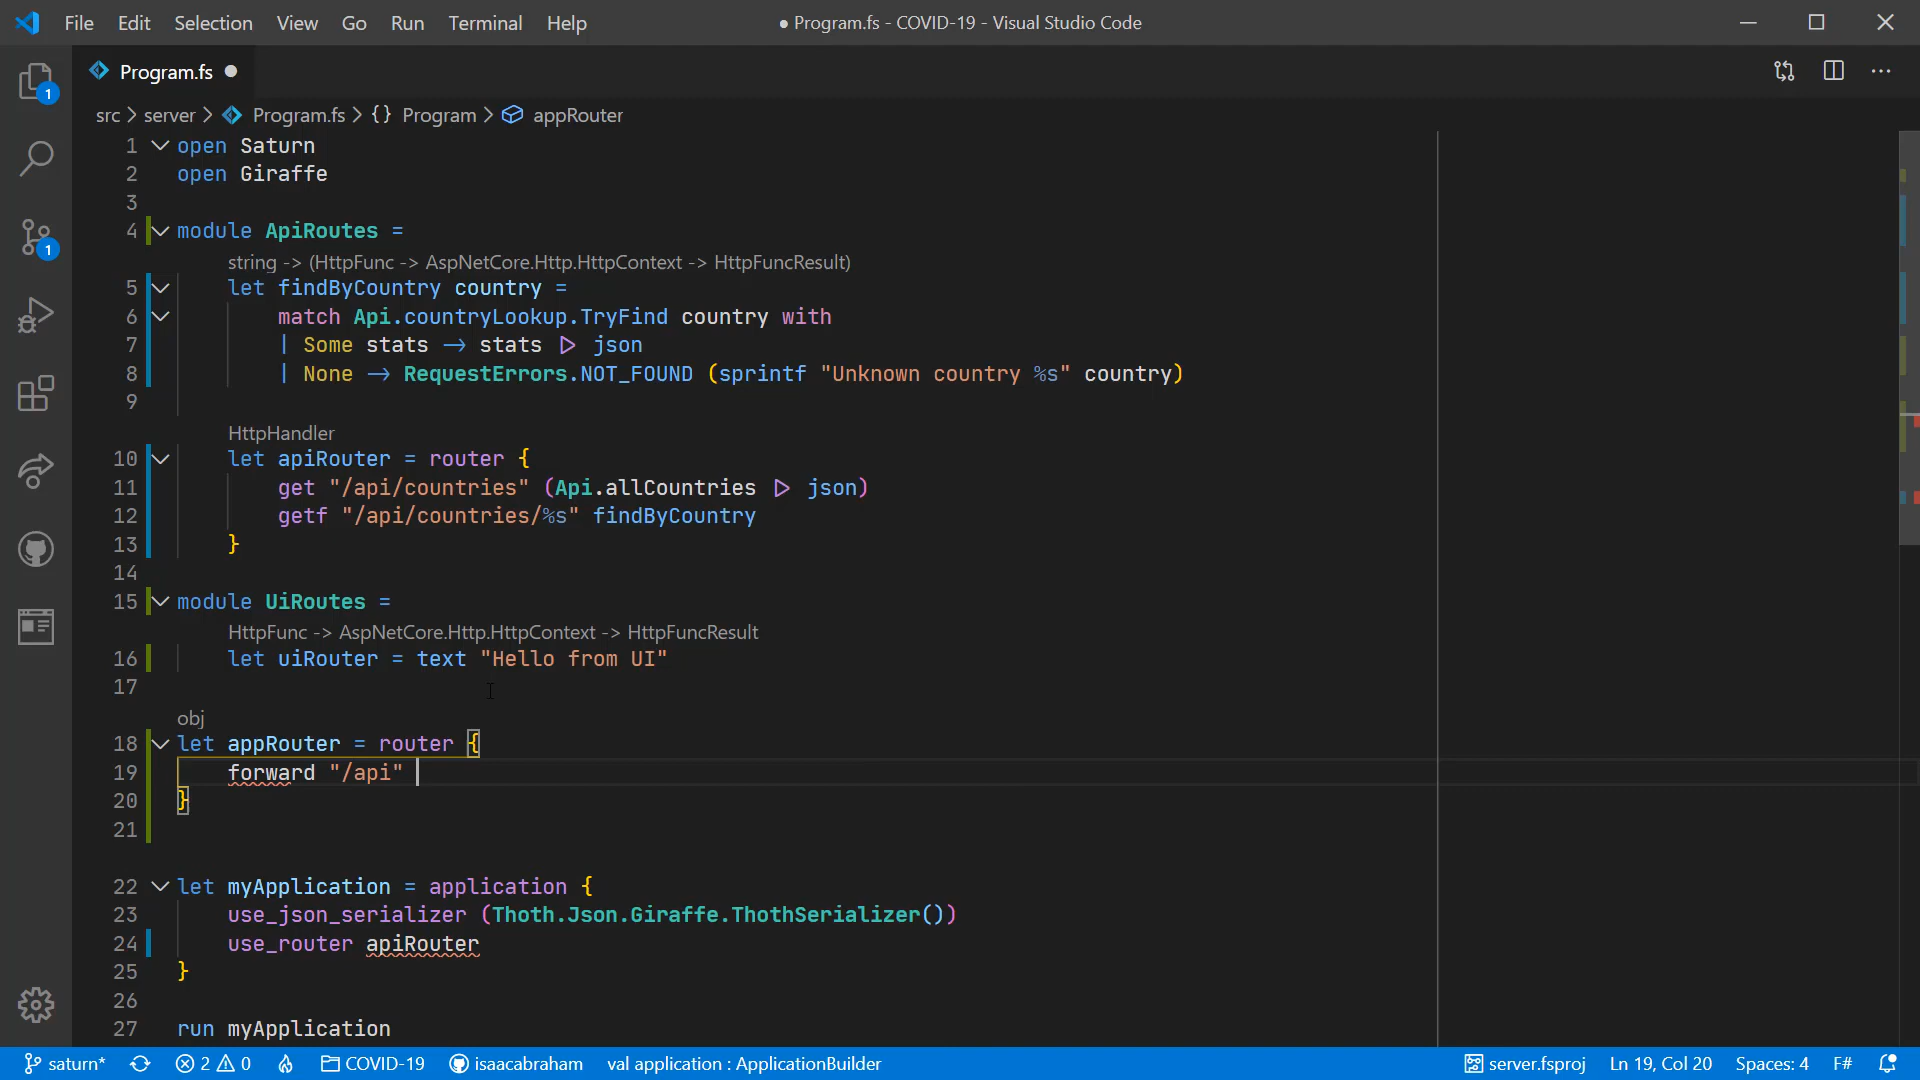 File Edit Selection View Go Run Terminal Help
● Program.fs - COVID-19 - Visual Studio Code
Program.fs
src > server > Program.fs > {} Program > appRouter
1 open Saturn
2 open Giraffe
3
4 module ApiRoutes =
string -> (HttpFunc -> AspNetCore.Http.HttpContext -> HttpFuncResult)
5 let findByCountry country =
6 match Api.countryLookup.TryFind country with
7 | Some stats -> stats |> json
8 | None -> RequestErrors.NOT_FOUND (sprintf "Unknown country %s" country)
9
HttpHandler
10 let apiRouter = router {
11 get "/api/countries" (Api.allCountries |> json)
12 getf "/api/countries/%s" findByCountry
13 }
14
15 module UiRoutes =
HttpFunc -> AspNetCore.Http.HttpContext -> HttpFuncResult
16 let uiRouter = text "Hello from UI"
17
obj
18 let appRouter = router {
19 forward "/api"
20 }
21
22 let myApplication = application {
23 use_json_serializer (Thoth.Json.Giraffe.ThothSerializer())
24 use_router apiRouter
25 }
26
27 run myApplication
1
1
saturn* 2 0 COVID-19 isaacabraham val application : ApplicationBuilder server.fsproj Ln 19, Col 20 Spaces: 4 F#